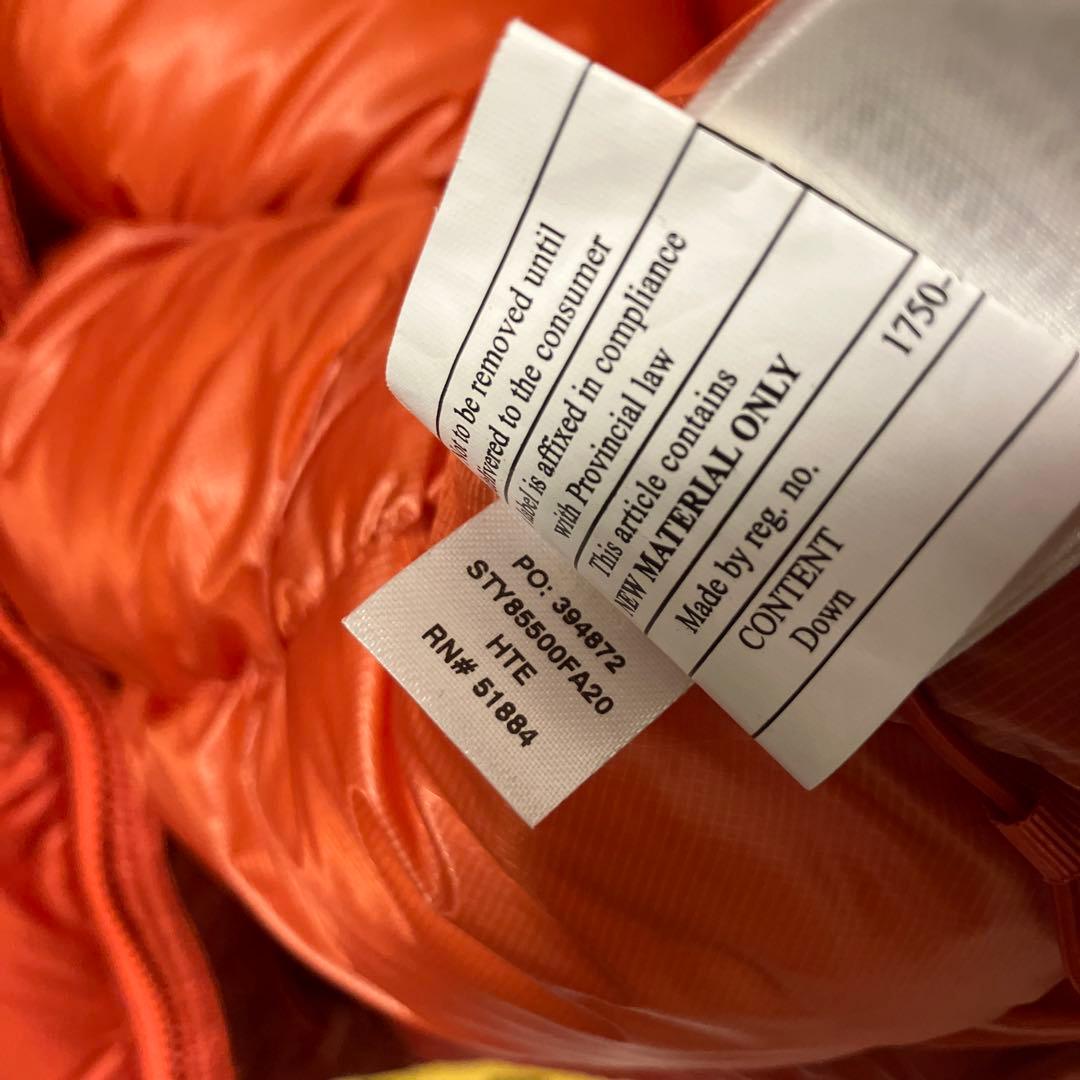 to be removed until
delivered to the consumer
label is affixed in compliance
with Provincial law
This article contains
NEW MATERIAL ONLY
Made by reg. no.
1750-
CONTENT
Down
PO: 394872
STY85500FA20
HTE
RN# 51884